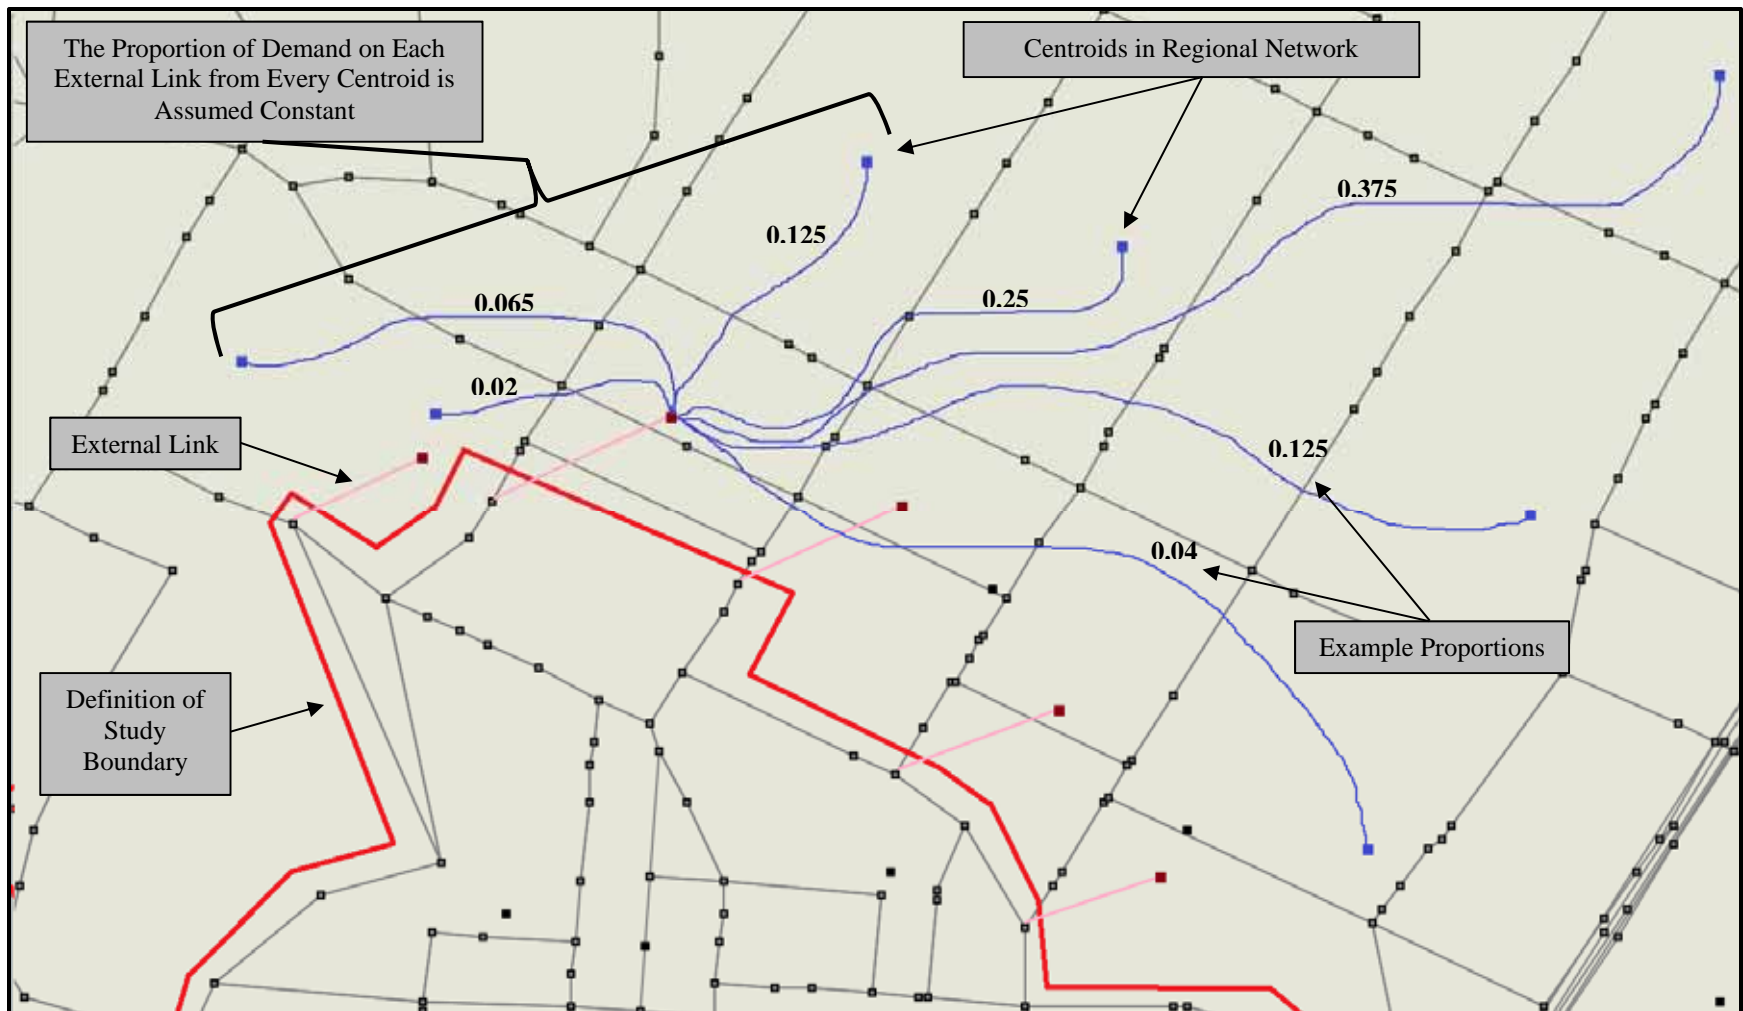 The Proportion of Demand on Each
External Link from Every Centroid is
Assumed Constant
Centroids in Regional Network
0.375
0.125
0.25
0.065
0.02
External Link
0.125
0.04
Example Proportions
Definition of
Study
Boundary